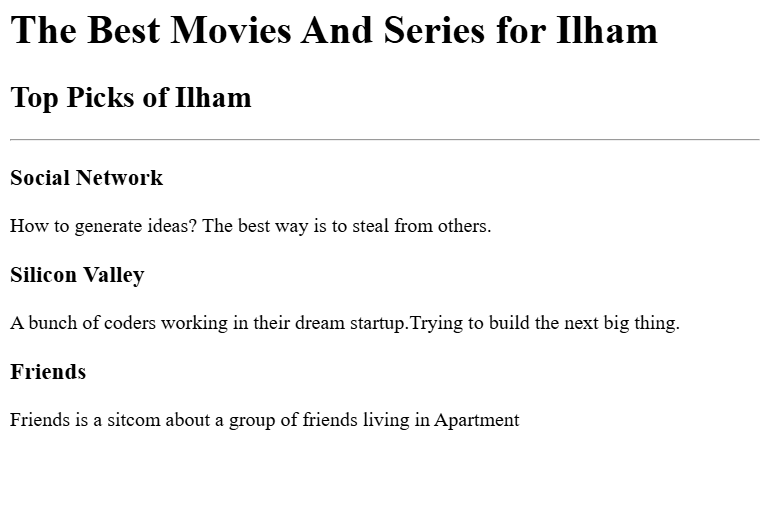 The Best Movies And Series for Ilham
Top Picks of Ilham
Social Network
How to generate ideas? The best way is to steal from others.
Silicon Valley
A bunch of coders working in their dream startup.Trying to build the next big thing.
Friends
Friends is a sitcom about a group of friends living in Apartment